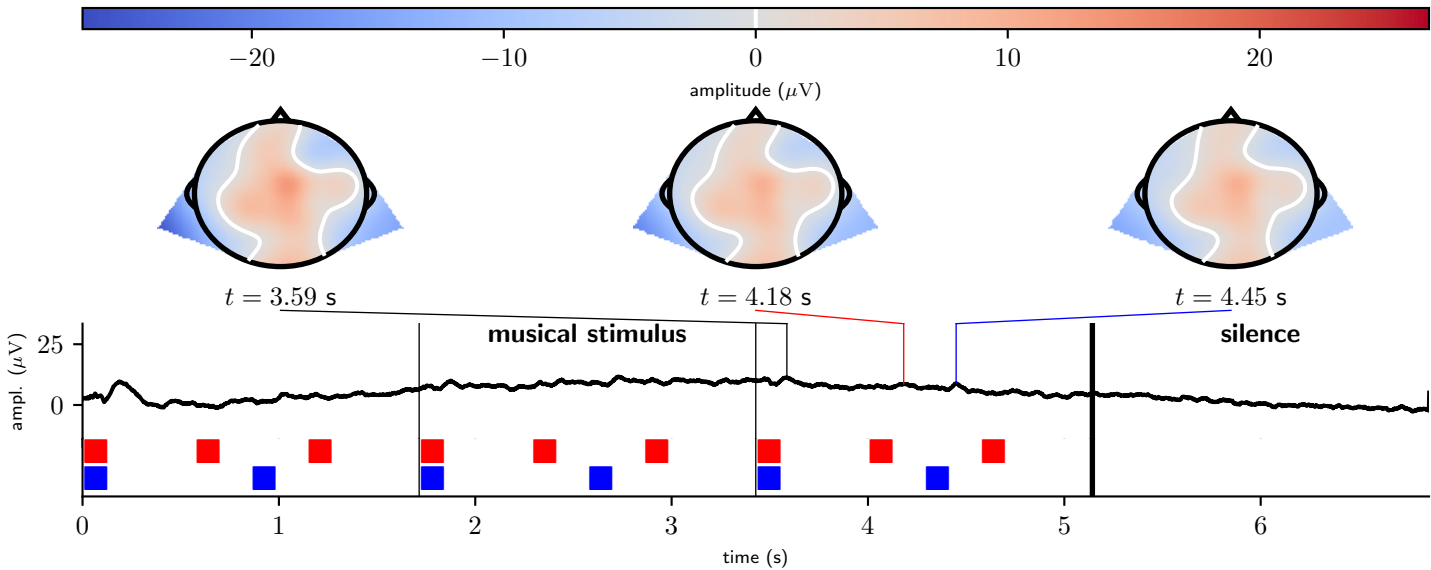 −20 −10 0 10 20
amplitude (μV)
t = 3.59 s t = 4.18 s t = 4.45 s
musical stimulus silence
25
0
ampl. (μV)
0 1 2 3 4 5 6
time (s)